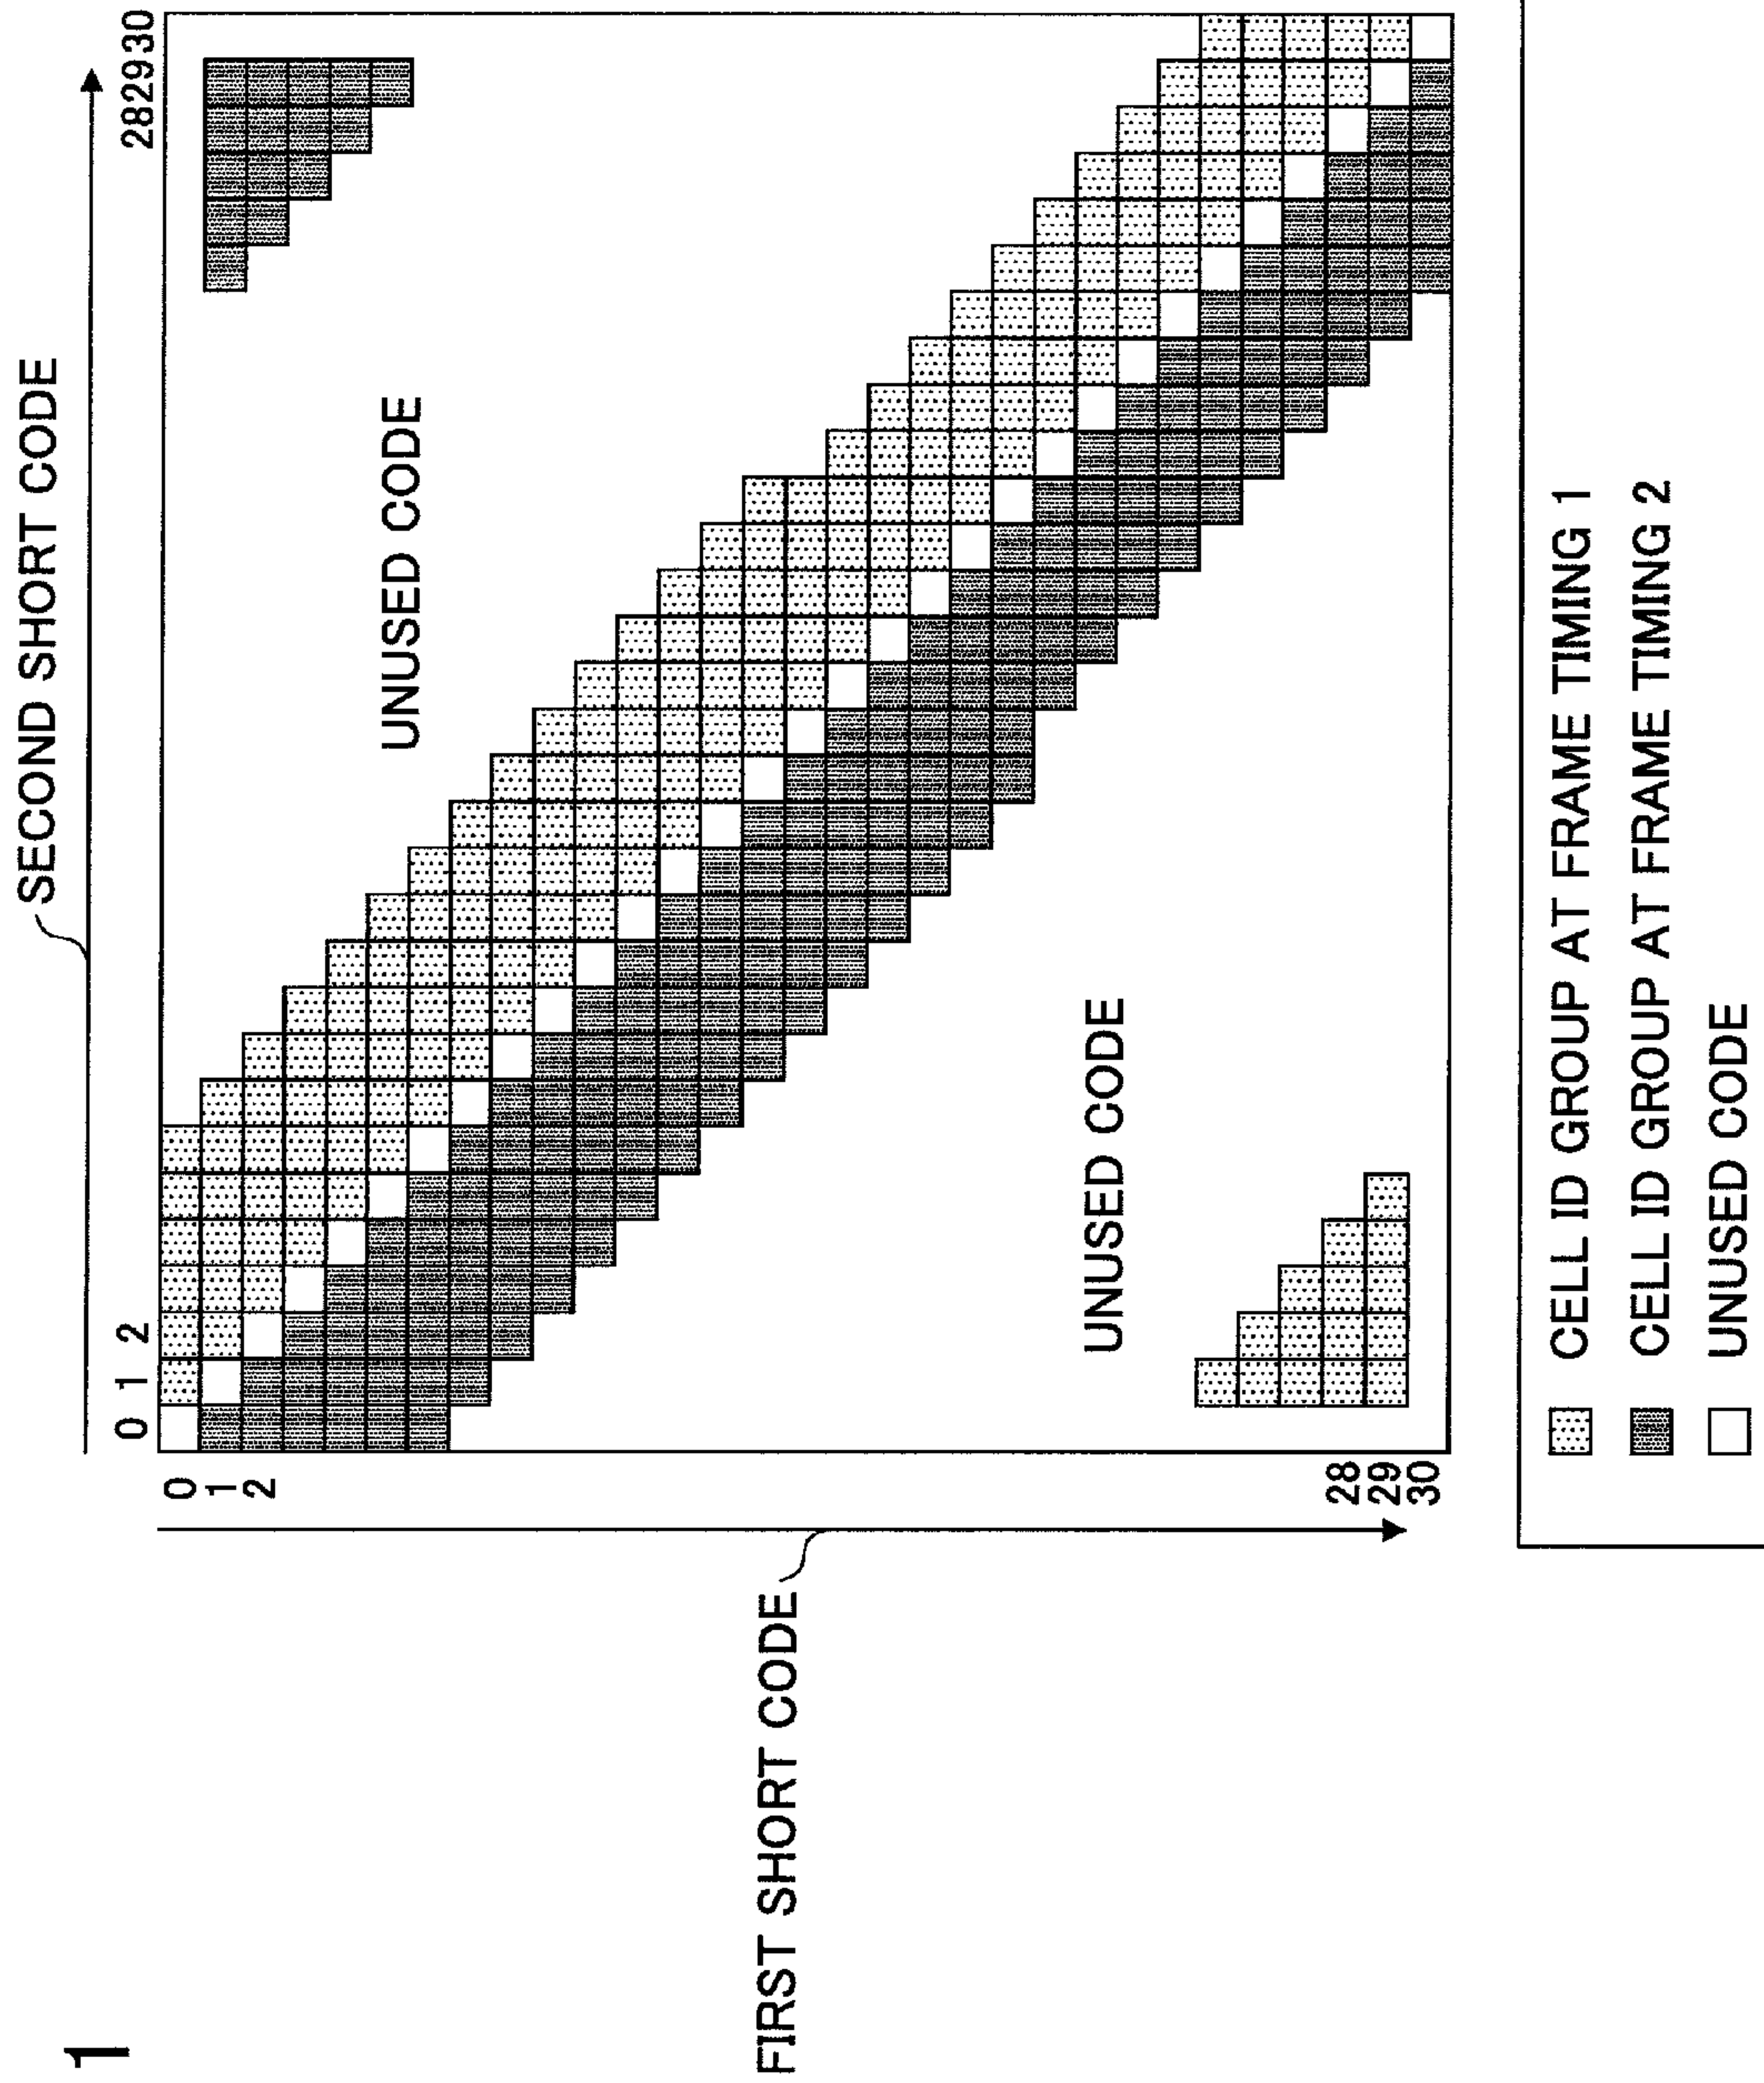 1
SECOND SHORT CODE
0 1 2 28 29 30
FIRST SHORT CODE
0
1
2
28
29
30
UNUSED CODE
UNUSED CODE
CELL ID GROUP AT FRAME TIMING 1
CELL ID GROUP AT FRAME TIMING 2
UNUSED CODE